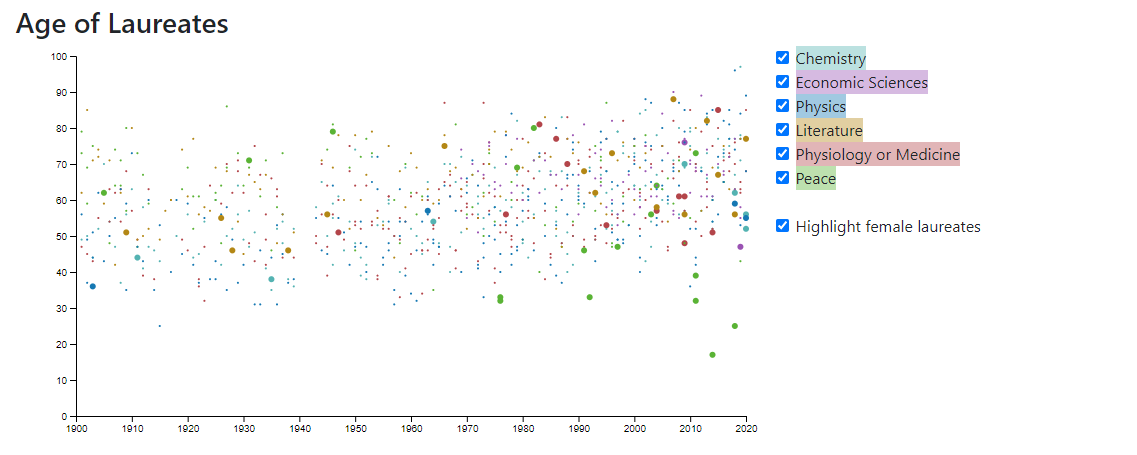 Age of Laureates
100
90
80
70
60
50
40
30
20
10
0
1900 1910 1920 1930 1940 1950 1960 1970 1980 1990 2000 2010 2020
Chemistry
Economic Sciences
Physics
Literature
Physiology or Medicine
Peace
Highlight female laureates